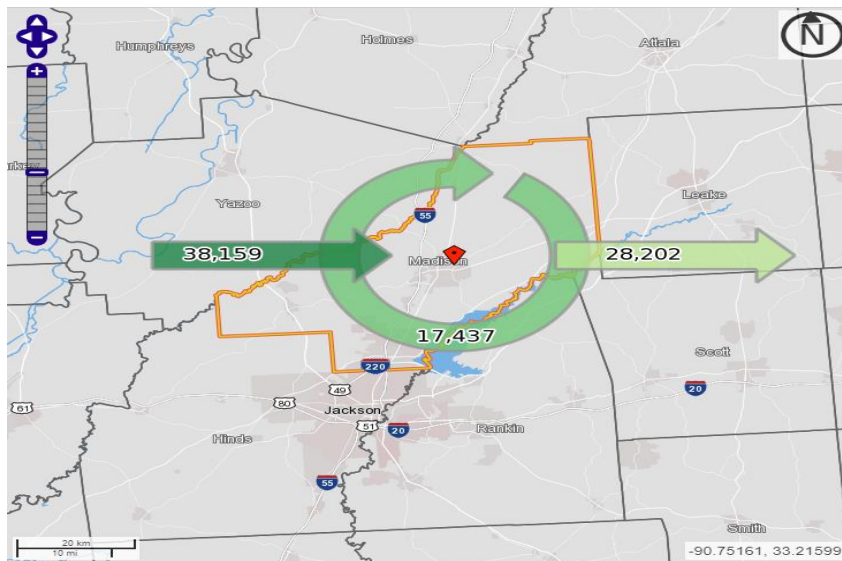 Humphreys
Holmes
Attala
N
Yazoo
Leake
55
38,159
Madison
28,202
17,437
220
Scott
49
80
20
61
Jackson
51
20
Rankin
Hinds
55
Smith
20 km
10 mi
-90.75161, 33.21599